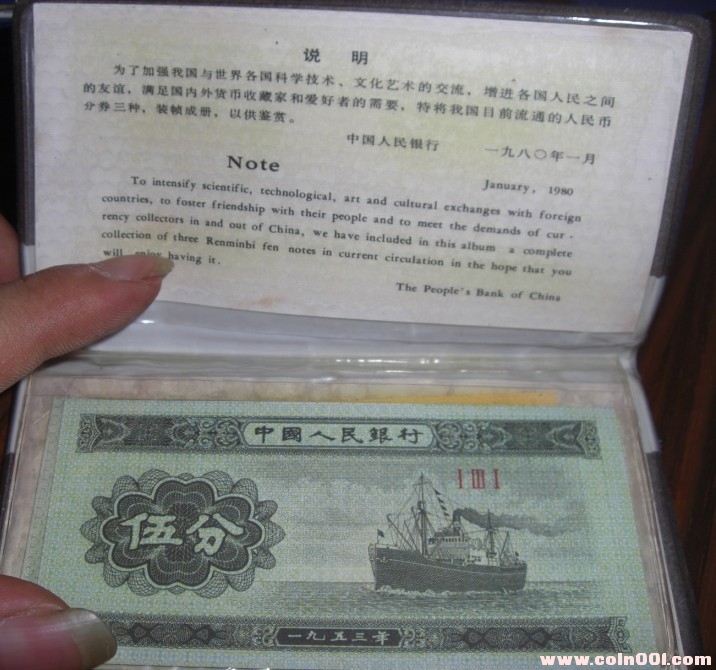 说 明
为了加强我国与世界各国科学技术、文化艺术的交流，增进各国人民之间
的友谊，满足国内外货币收藏家和爱好者的需要，特将我国目前流通的人民币
分券三种，装帧成册，以供鉴赏。
中国人民银行 一九八〇年一月
Note
January, 1980
To intensify scientific, technological, art and cultural exchanges with foreign
countries, to foster friendship with their people and to meet the demands of cur-
rency collectors in and out of China, we have included in this album a complete
collection of three Renminbi fen notes in current circulation in the hope that you
will enjoy having it.
The People's Bank of China
中國人民銀行
I III I
伍分
一九五三年
www.coin001.com